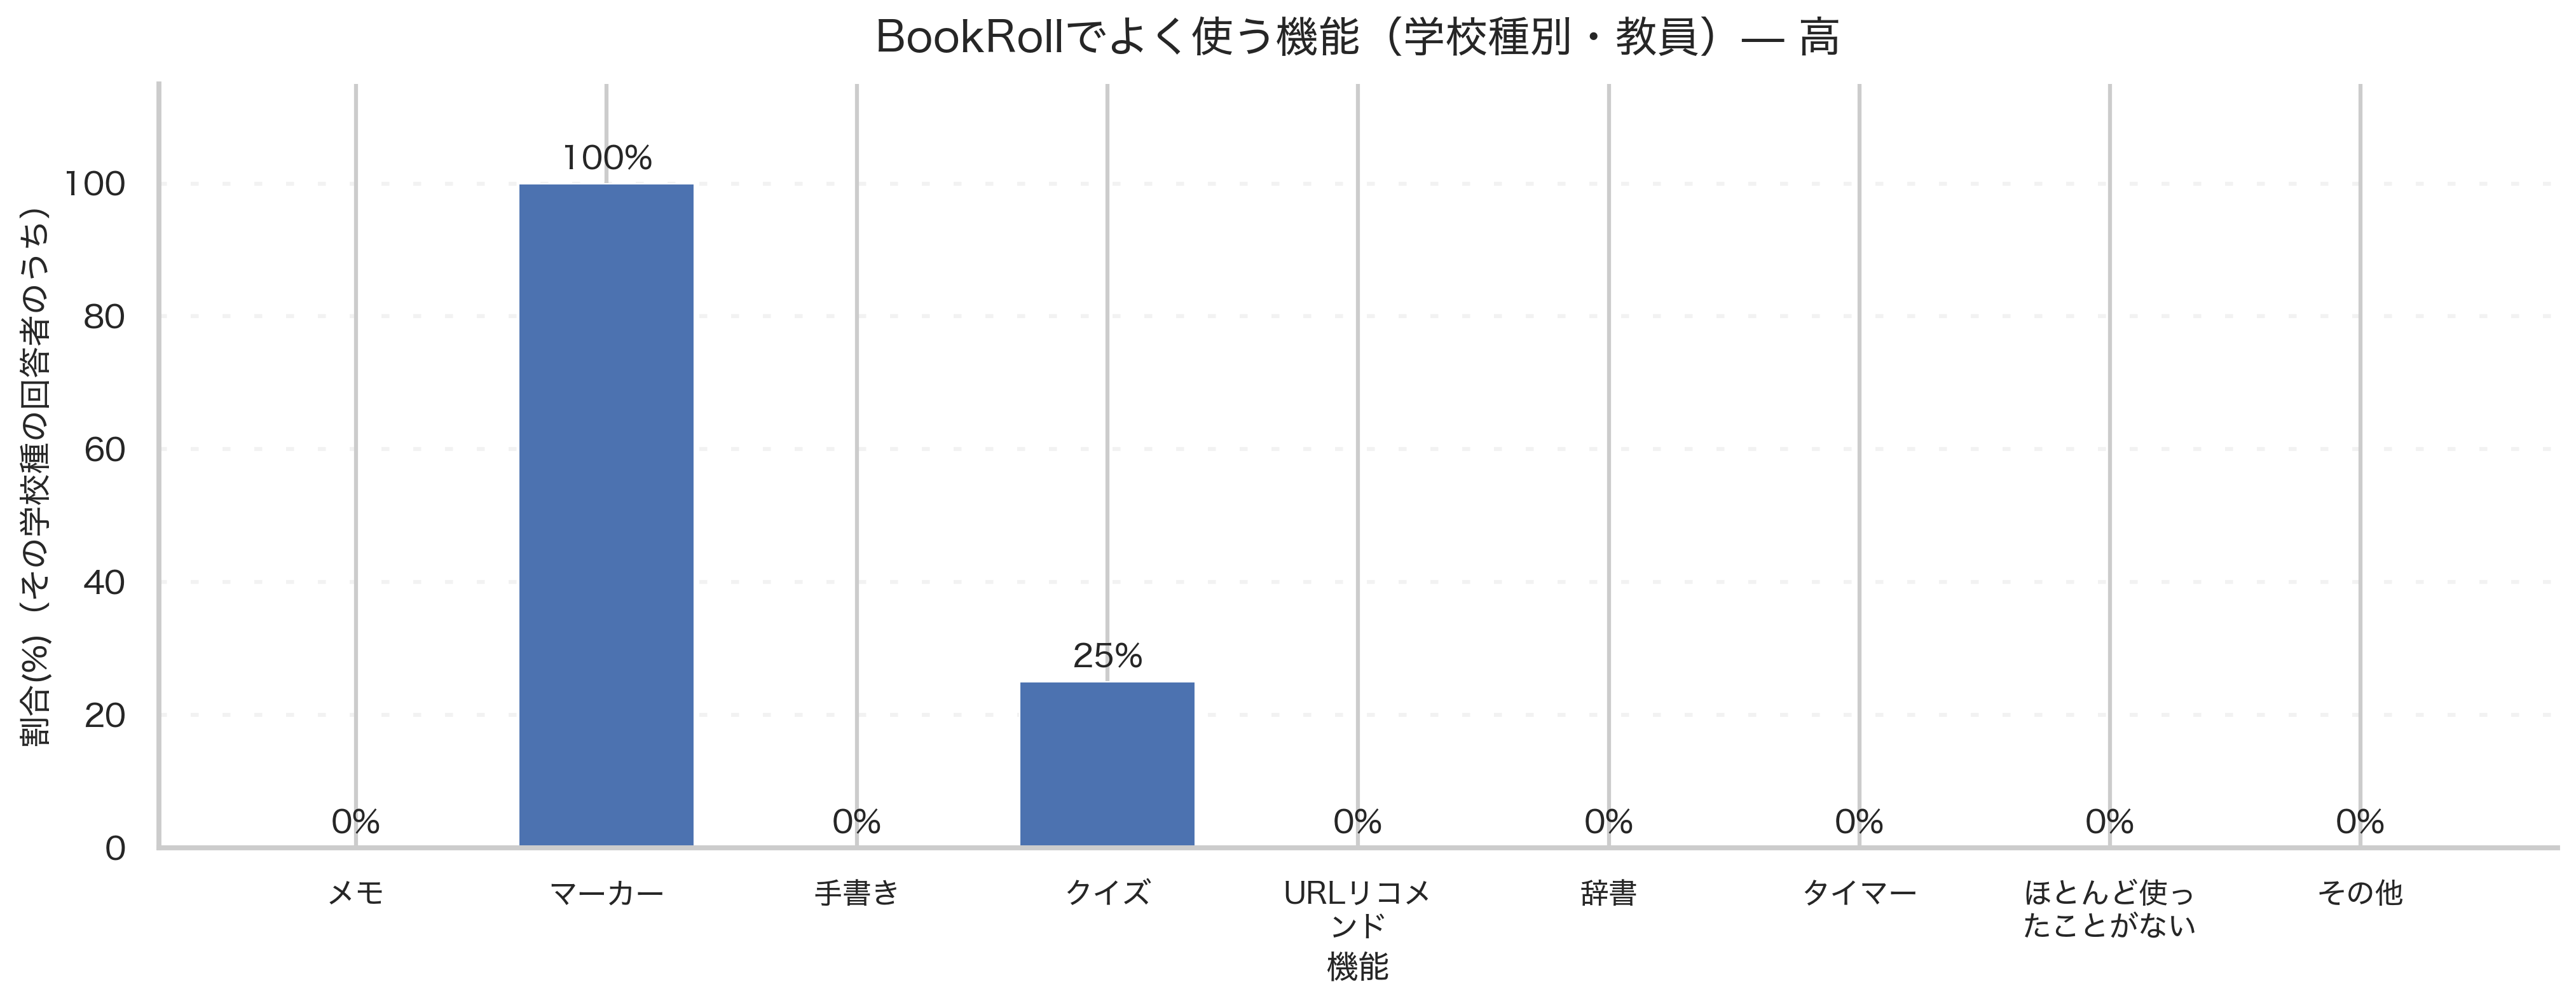 BookRollでよく使う機能（学校種別・教員）— 高
割合(%)（その学校種の回答者のうち）
100
80
60
40
20
0
0%
100%
0%
25%
0%
0%
0%
0%
0%
メモ
マーカー
手書き
クイズ
URLリコメ
ンド
辞書
タイマー
ほとんど使っ
たことがない
その他
機能